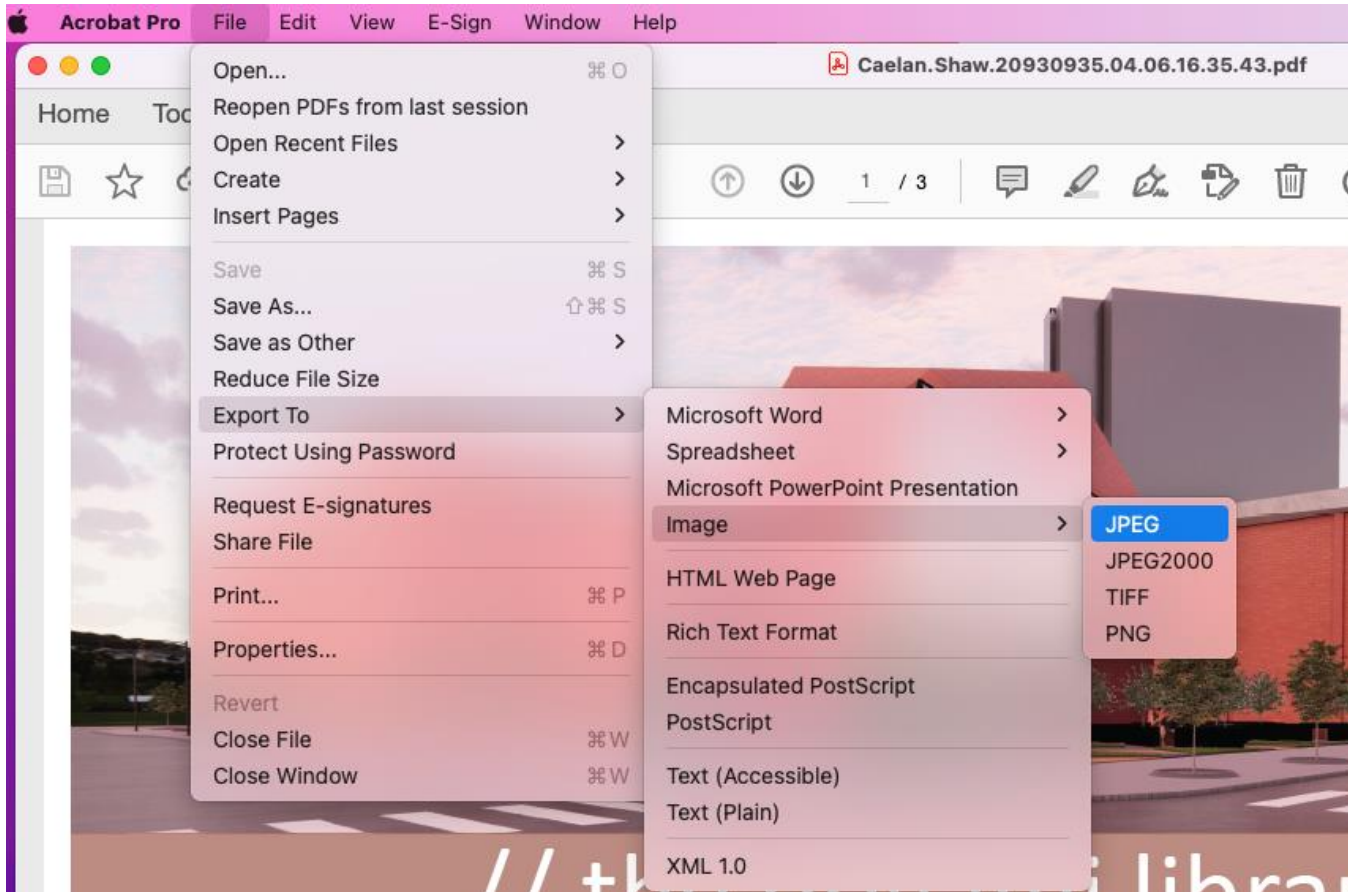 Acrobat Pro File Edit View E-Sign Window Help
Caelan.Shaw.20930935.04.06.16.35.43.pdf
Home
1 / 3
Open... ⌘ O
Reopen PDFs from last session
Open Recent Files
Create
Insert Pages
Save ⌘ S
Save As... ⇧ ⌘ S
Save as Other
Reduce File Size
Export To
Protect Using Password
Request E-signatures
Share File
Print... ⌘ P
Properties... ⌘ D
Revert
Close File ⌘ W
Close Window ⌘ W
Microsoft Word
Spreadsheet
Microsoft PowerPoint Presentation
Image
HTML Web Page
Rich Text Format
Encapsulated PostScript
PostScript
Text (Accessible)
Text (Plain)
XML 1.0
JPEG
JPEG2000
TIFF
PNG
//